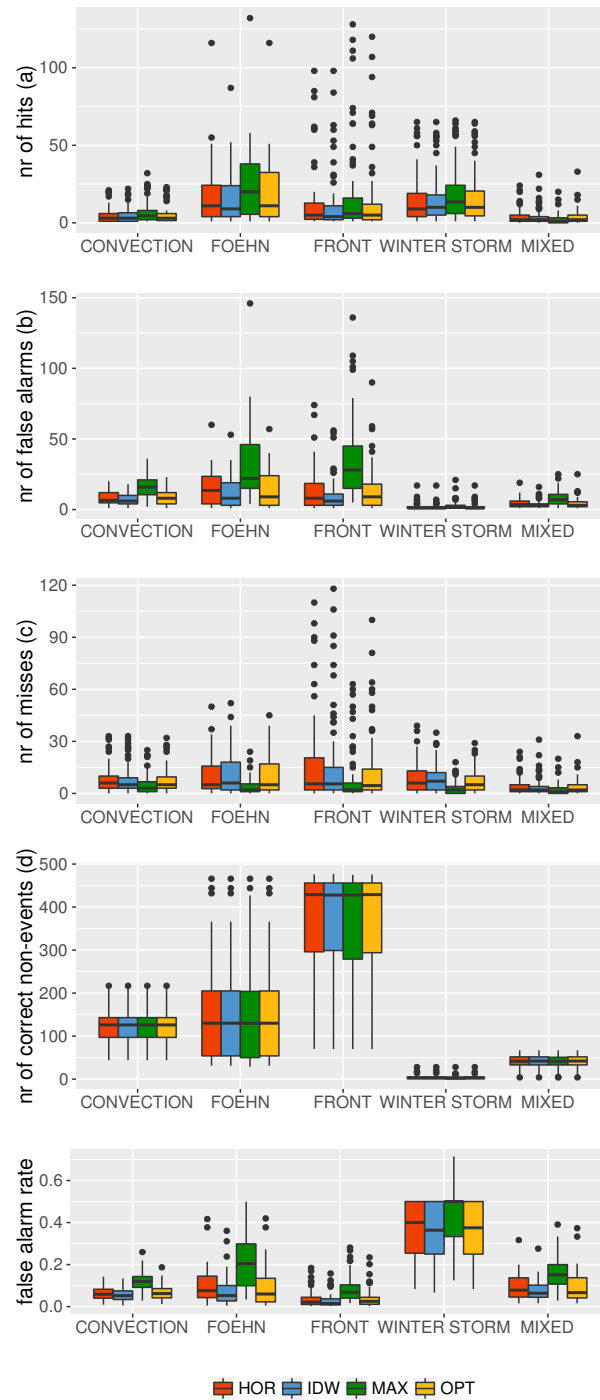 nr of hits (a)
100
50
0
CONVECTION FOEHN FRONT WINTER STORM MIXED
nr of false alarms (b)
150
100
50
0
CONVECTION FOEHN FRONT WINTER STORM MIXED
nr of misses (c)
120
90
60
30
0
CONVECTION FOEHN FRONT WINTER STORM MIXED
nr of correct non-events (d)
500
400
300
200
100
0
CONVECTION FOEHN FRONT WINTER STORM MIXED
false alarm rate
0.6
0.4
0.2
0.0
CONVECTION FOEHN FRONT WINTER STORM MIXED
HOR IDW MAX OPT